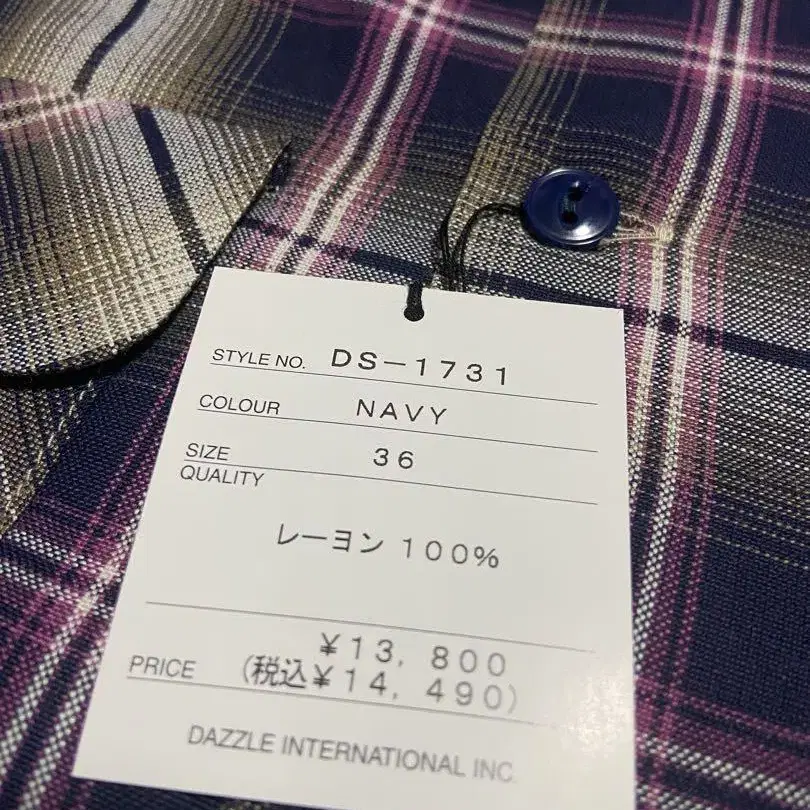 STYLE NO. DS-1731
COLOUR NAVY
SIZE 36
QUALITY
レーヨン 100%
¥13, 800
PRICE (税込¥14, 490)
DAZZLE INTERNATIONAL INC.